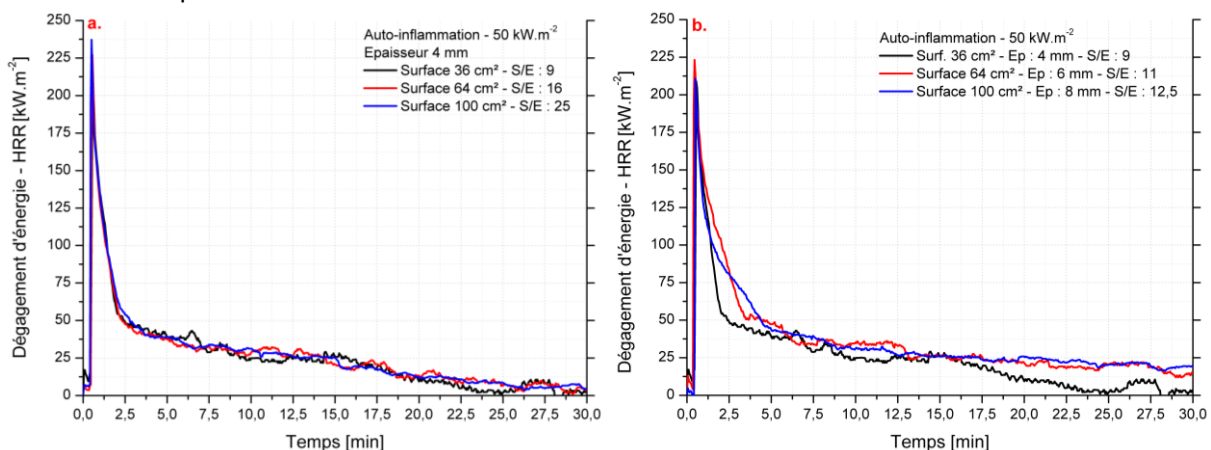 a.
Auto-inflammation - 50 kW.m-2
Epaisseur 4 mm
Surface 36 cm² - S/E : 9
Surface 64 cm² - S/E : 16
Surface 100 cm² - S/E : 25
Dégagement d'énergie - HRR [kW.m-2]
250
225
200
175
150
125
100
75
50
25
0
0,0 2,5 5,0 7,5 10,0 12,5 15,0 17,5 20,0 22,5 25,0 27,5 30,0
Temps [min]
b.
Auto-inflammation - 50 kW.m-2
Surf. 36 cm² - Ep : 4 mm - S/E : 9
Surface 64 cm² - Ep : 6 mm - S/E : 11
Surface 100 cm² - Ep : 8 mm - S/E : 12,5
Dégagement d'énergie - HRR [kW.m-2]
250
225
200
175
150
125
100
75
50
25
0
0,0 2,5 5,0 7,5 10,0 12,5 15,0 17,5 20,0 22,5 25,0 27,5 30,0
Temps [min]